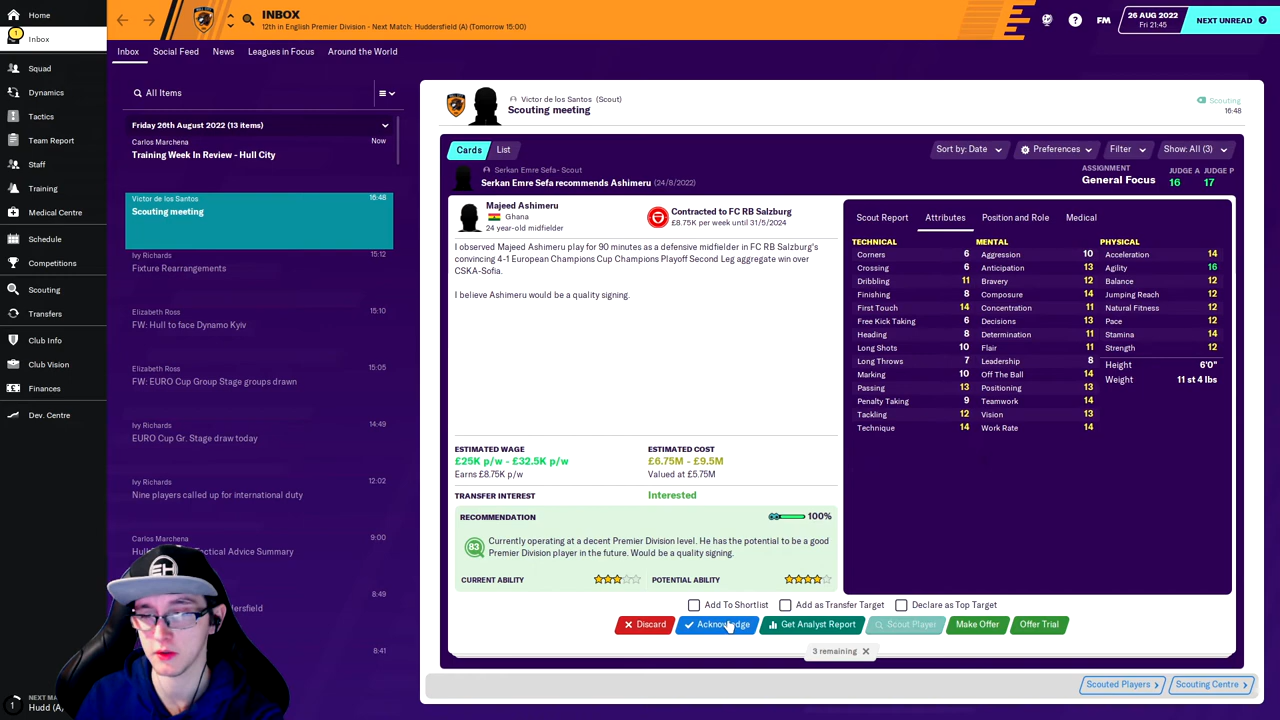 Home
INBOX
12th in English Premier Division - Next Match: Huddersfield (A) (Tomorrow 15:00)
FM
26 AUG 2022
Fri 21:45
NEXT UNREAD
1
Inbox
Squad
Dynamics
Tactics
Team Report
Staff
Training
Medical Centre
Schedule
Competitions
Scouting
Transfers
Club Info
Club Vision
Finances
Dev. Centre
1
Hudd (A)
Inbox
Social Feed
News
Leagues in Focus
Around the World
All Items
Friday 26th August 2022 (13 items)
Carlos Marchena
Now
Training Week In Review - Hull City
Victor de los Santos
16:48
Scouting meeting
Ivy Richards
15:12
Fixture Rearrangements
Elizabeth Ross
15:10
FW: Hull to face Dynamo Kyiv
Elizabeth Ross
15:05
FW: EURO Cup Group Stage groups drawn
Ivy Richards
14:49
EURO Cup Gr. Stage draw today
Ivy Richards
12:02
Nine players called up for international duty
Carlos Marchena
9:00
Tactical Advice Summary
8:49
8:41
EH
Victor de los Santos (Scout)
Scouting meeting
Scouting
16:48
Cards
List
Sort by: Date
Preferences
Filter
Show: All (3)
Serkan Emre Sefa- Scout
Serkan Emre Sefa recommends Ashimeru (24/8/2022)
ASSIGNMENT
General Focus
JUDGE A
16
JUDGE P
17
Majeed Ashimeru
Ghana
24 year-old midfielder
Contracted to FC RB Salzburg
£8.75K per week until 31/5/2024
I observed Majeed Ashimeru play for 90 minutes as a defensive midfielder in FC RB Salzburg's
convincing 4-1 European Champions Cup Champions Playoff Second Leg aggregate win over
CSKA-Sofia.
I believe Ashimeru would be a quality signing.
ESTIMATED WAGE
£25K p/w - £32.5K p/w
Earns £8.75K p/w
ESTIMATED COST
£6.75M - £9.5M
Valued at £5.75M
TRANSFER INTEREST
Interested
RECOMMENDATION
100%
83
Currently operating at a decent Premier Division level. He has the potential to be a good
Premier Division player in the future. Would be a quality signing.
CURRENT ABILITY
POTENTIAL ABILITY
Scout Report
Attributes
Position and Role
Medical
TECHNICAL
Corners 6
Crossing 6
Dribbling 11
Finishing 8
First Touch 14
Free Kick Taking 6
Heading 8
Long Shots 10
Long Throws 7
Marking 10
Passing 13
Penalty Taking 9
Tackling 12
Technique 14
MENTAL
Aggression 10
Anticipation 13
Bravery 12
Composure 14
Concentration 11
Decisions 13
Determination 11
Flair 11
Leadership 8
Off The Ball 14
Positioning 13
Teamwork 14
Vision 13
Work Rate 14
PHYSICAL
Acceleration 14
Agility 16
Balance 12
Jumping Reach 12
Natural Fitness 12
Pace 12
Stamina 14
Strength 12
Height 6'0"
Weight 11 st 4 lbs
Add To Shortlist
Add as Transfer Target
Declare as Top Target
Discard
Acknowledge
Get Analyst Report
Scout Player
Make Offer
Offer Trial
3 remaining
Scouted Players
Scouting Centre